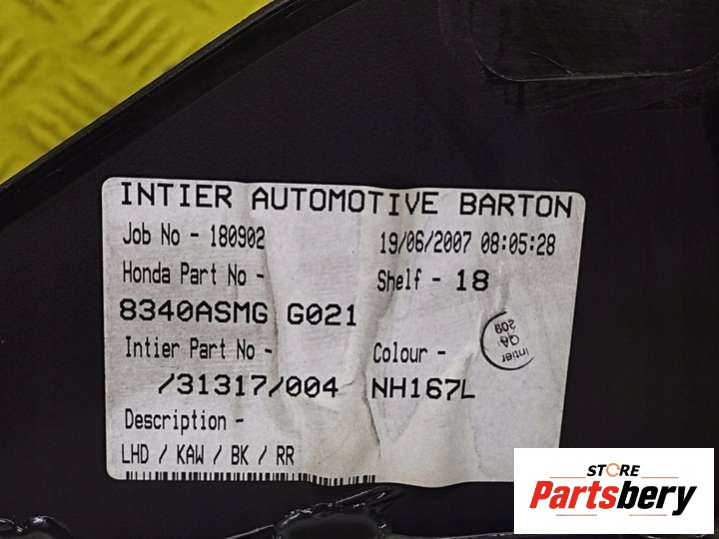 INTIER AUTOMOTIVE BARTON
Job No - 180902 19/06/2007 08:05:28
Honda Part No - Shelf - 18
8340ASMG G021
Intier Part No - Colour -
/31317/004 NH167L
Intier
QA
209
Description -
LHD / KAW / BK / RR
STORE
Partsbery